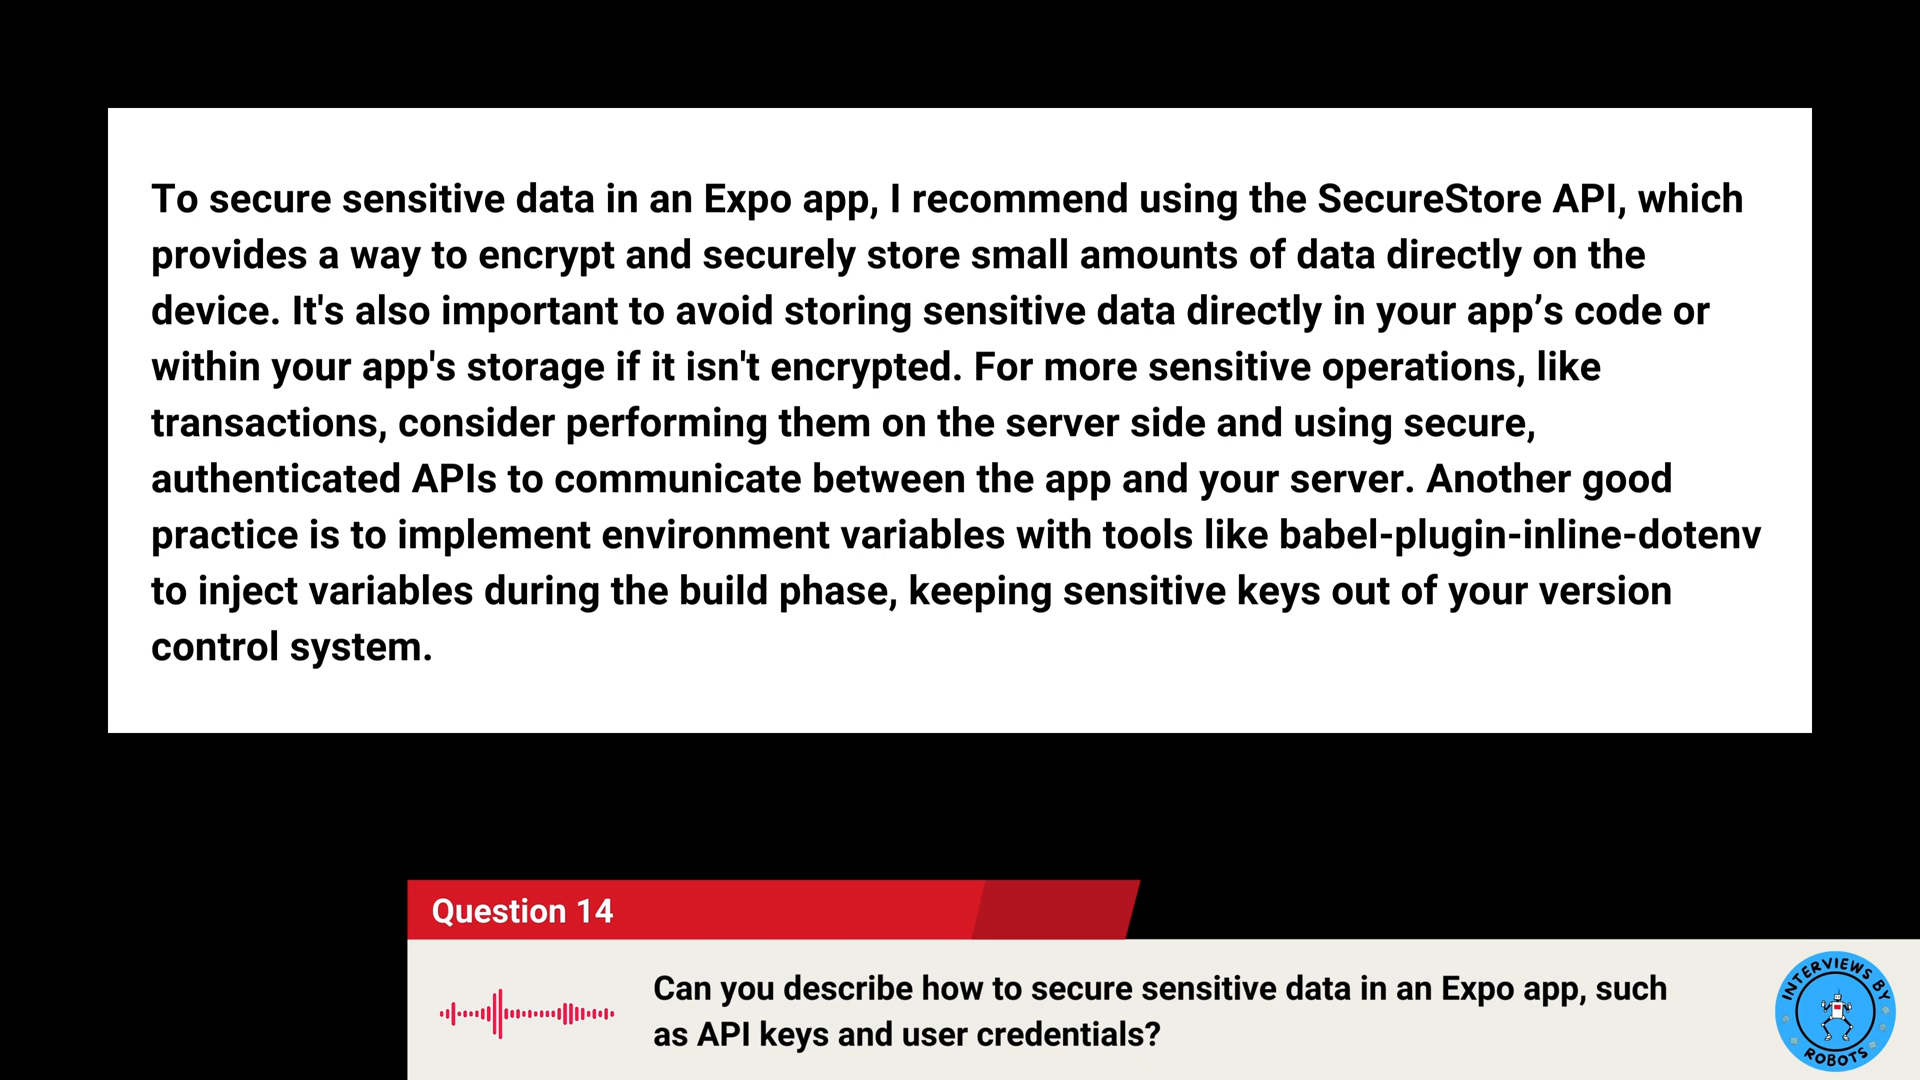 To secure sensitive data in an Expo app, I recommend using the SecureStore API, which
provides a way to encrypt and securely store small amounts of data directly on the
device. It's also important to avoid storing sensitive data directly in your app’s code or
within your app's storage if it isn't encrypted. For more sensitive operations, like
transactions, consider performing them on the server side and using secure,
authenticated APIs to communicate between the app and your server. Another good
practice is to implement environment variables with tools like babel-plugin-inline-dotenv
to inject variables during the build phase, keeping sensitive keys out of your version
control system.
Question 14
Can you describe how to secure sensitive data in an Expo app, such
as API keys and user credentials?
INTERVIEWS BY
ROBOTS